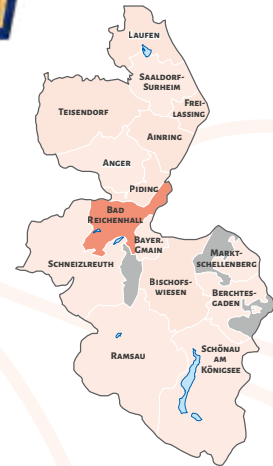 LAUFEN
SAALDORF-
SURHEIM
TEISENDORF
FREI-
LASSING
AINRING
ANGER
PIDING
BAD
REICHENHALL
BAYER.
GMAIN
MARKT-
SCHELLENBERG
SCHNEIZLREUTH
BISCHOFS-
WIESEN
BERCHTES-
GADEN
RAMSAU
SCHÖNAU
AM
KÖNIGSEE